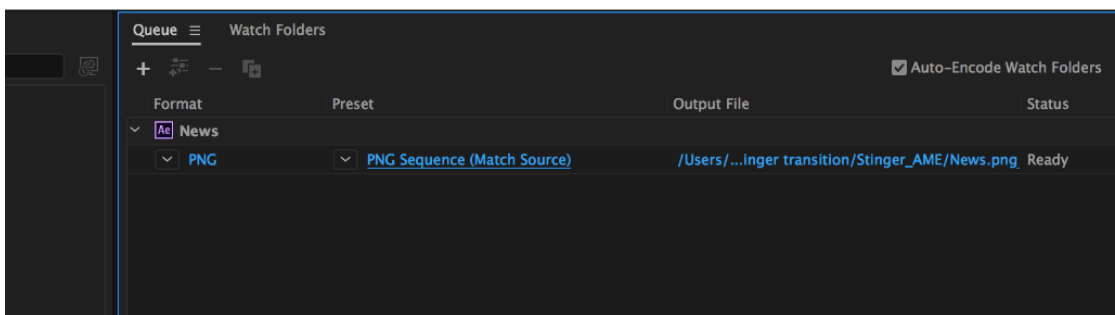 Queue Watch Folders
Auto-Encode Watch Folders
Format Preset Output File Status
Ae News
PNG PNG Sequence (Match Source) /Users/...inger transition/Stinger_AME/News.png Ready